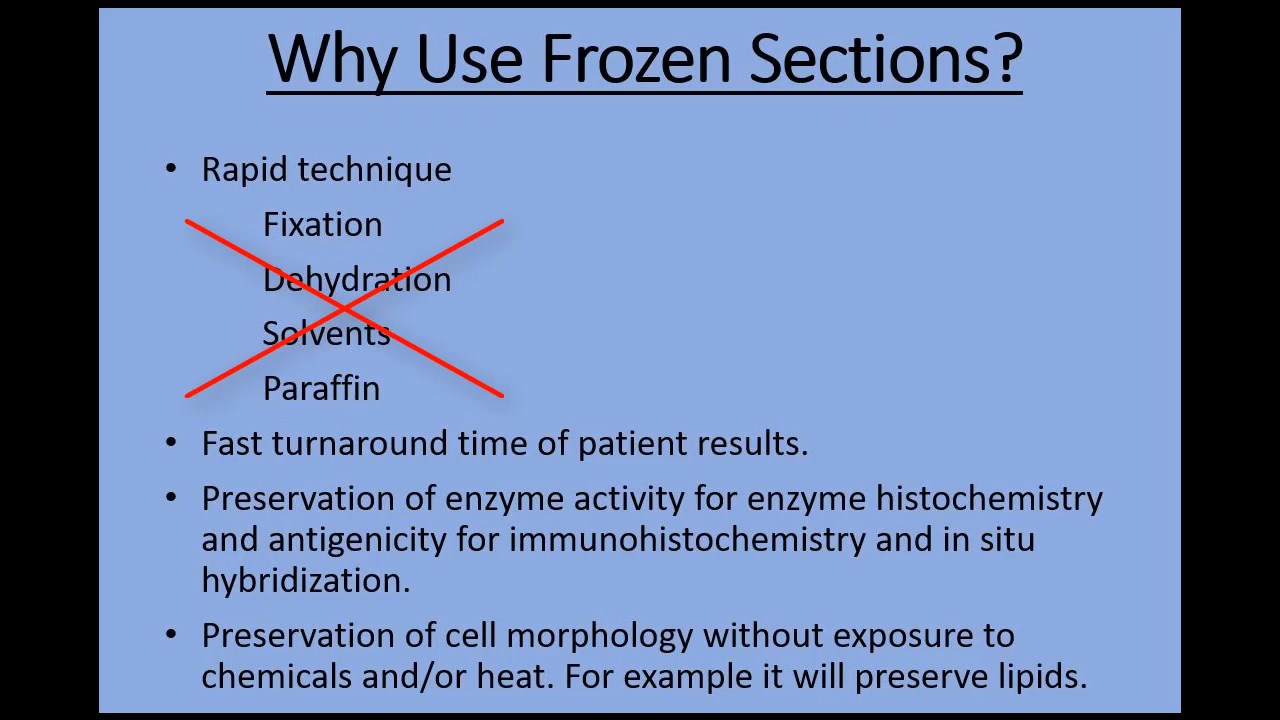 Why Use Frozen Sections?
• Rapid technique
Fixation
Dehydration
Solvents
Paraffin
• Fast turnaround time of patient results.
• Preservation of enzyme activity for enzyme histochemistry
and antigenicity for immunohistochemistry and in situ
hybridization.
• Preservation of cell morphology without exposure to
chemicals and/or heat. For example it will preserve lipids.